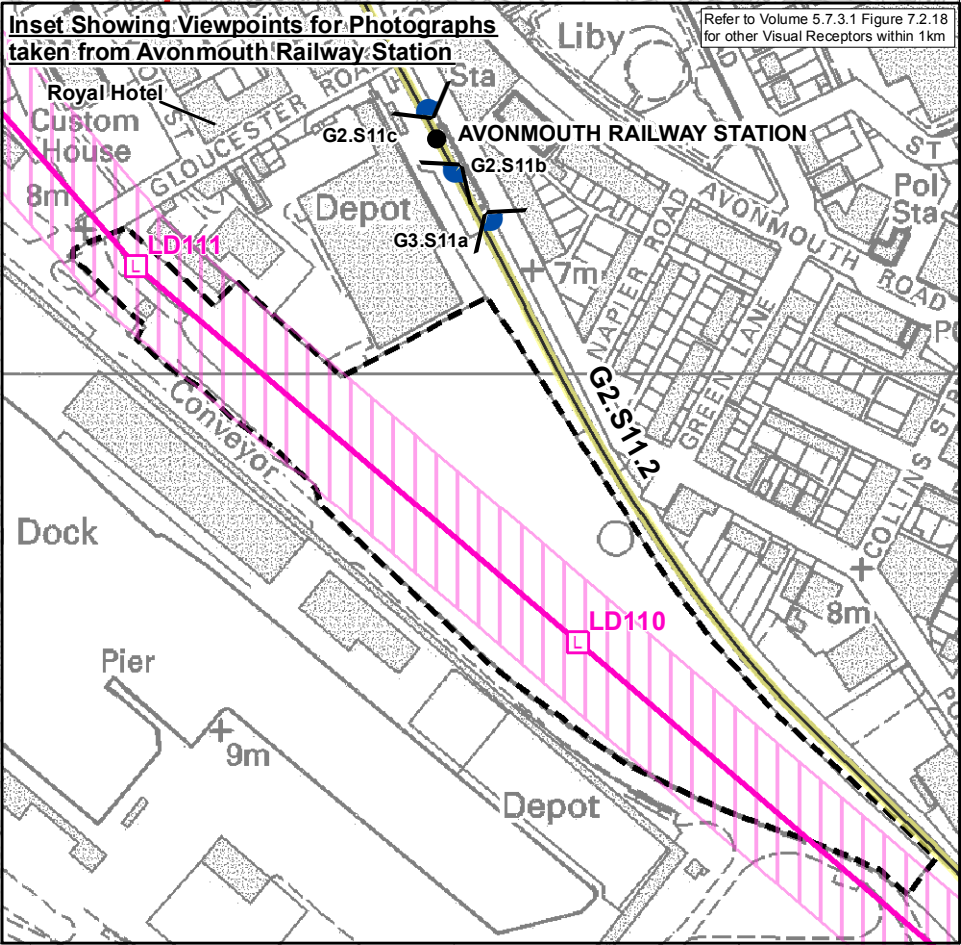 Inset Showing Viewpoints for Photographs
taken from Avonmouth Railway Station
Refer to Volume 5.7.3.1 Figure 7.2.18
for other Visual Receptors within 1km
Liby
Sta
Royal Hotel
Custom
House
ST
GLOUCESTER ROAD
G2.S11c
AVONMOUTH RAILWAY STATION
G2.S11b
ST
8m
Depot
AVONMOUTH ROAD
Pol
Sta
G3.S11a
LD111
L
7m
NAPIER ROAD
GREEN LANE
G2.S11.2
Conveyor
COLLINS STR
Dock
LD110
L
8m
Pier
9m
Depot